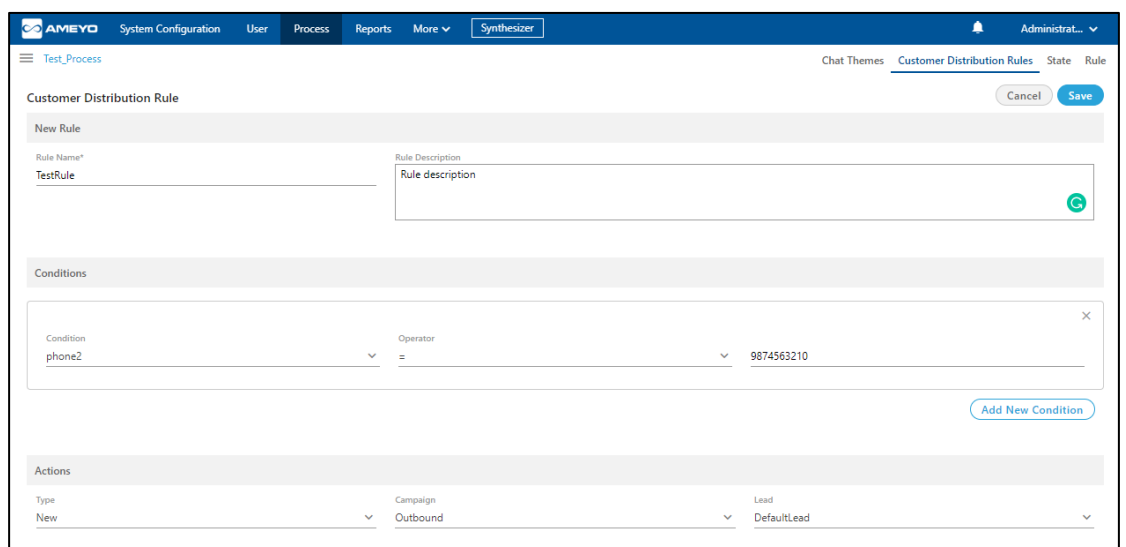 AMEYO System Configuration User Process Reports More Synthesizer Administrat...
Test_Process Chat Themes Customer Distribution Rules State Rule
Customer Distribution Rule Cancel Save
New Rule
Rule Name* Rule Description
TestRule Rule description
Conditions
Condition Operator
phone2 = 9874563210
Add New Condition
Actions
Type Campaign Lead
New Outbound DefaultLead